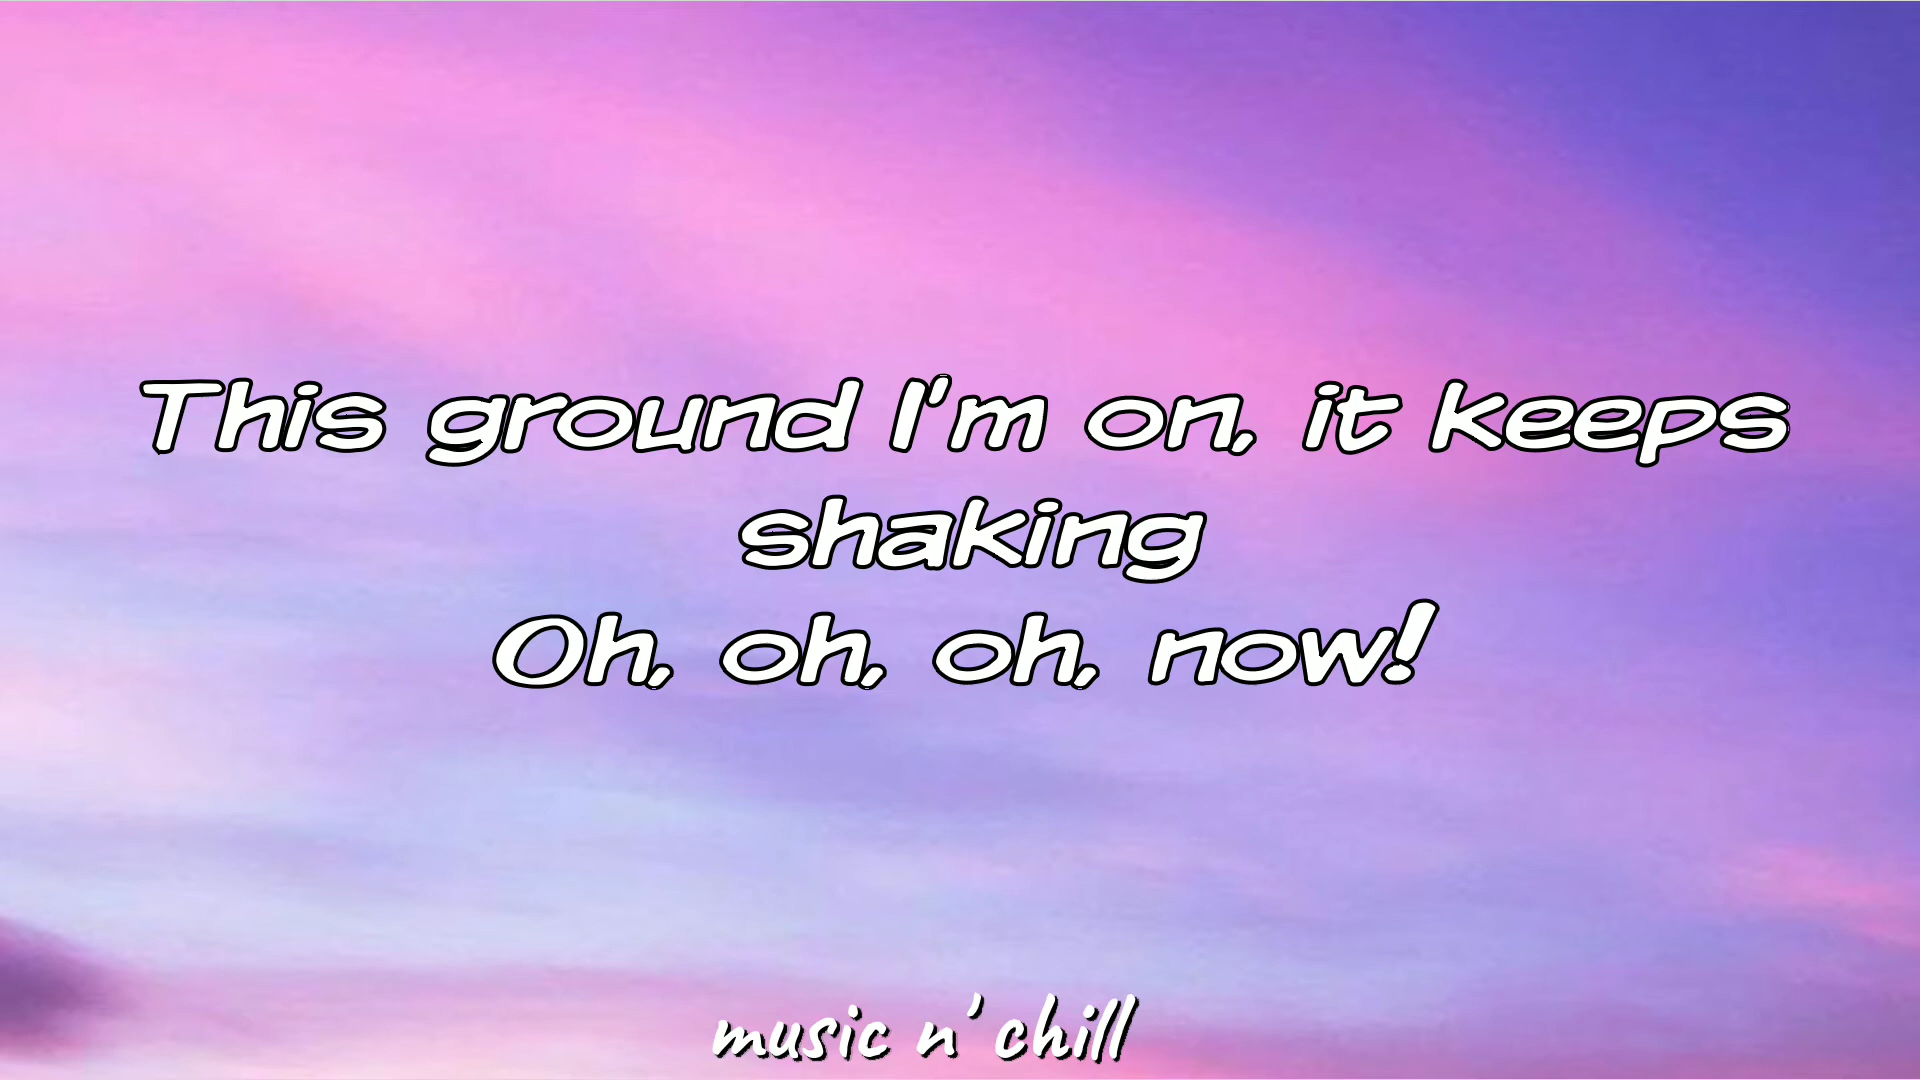 This ground I'm on, it keeps
shaking
Oh, oh, oh, now!
music n' chill